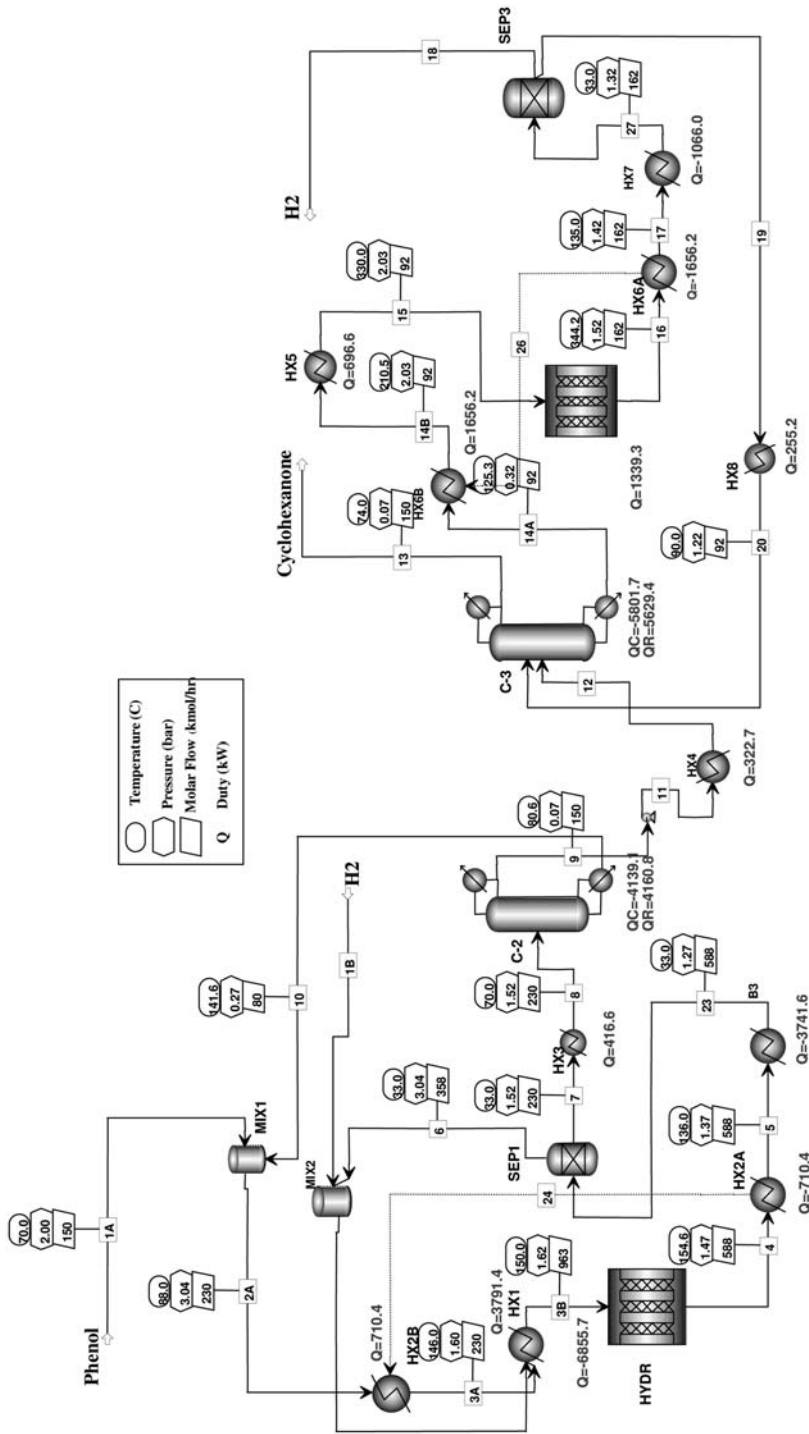 Phenol
70.0
2.00
150
1A
88.0
3.04
230
2A
MIX1
141.6
0.27
80
10
Temperature (C)
Pressure (bar)
Molar Flow (kmol/hr)
Q Duty (kW)
H2
1B
MIX2
33.0
3.04
358
6
Q=710.4
HX2B
146.0
1.60
230
3A
Q=3791.4
HX1
150.0
1.62
963
3B
Q=-6855.7
HYDR
154.6
1.47
588
4
HX2A
Q=-710.4
24
136.0
1.37
588
5
B3
Q=-3741.6
33.0
1.27
588
23
SEP1
33.0
1.52
230
7
HX3
Q=416.6
70.0
1.52
230
8
C-2
QC=-4139.1
QR=4160.8
80.6
0.07
150
9
11
HX4
Q=322.7
12
C-3
QC=-5801.7
QR=5629.4
Cyclohexanone
74.0
0.07
150
13
HX6B
Q=1656.2
125.3
0.32
92
14A
210.5
2.03
92
14B
HX5
Q=696.6
330.0
2.03
92
15
Q=1339.3
26
344.2
1.52
162
16
HX6A
Q=-1656.2
135.0
1.42
162
17
HX7
Q=-1066.0
33.0
1.32
162
27
SEP3
18
H2
19
HX8
Q=255.2
90.0
1.22
92
20